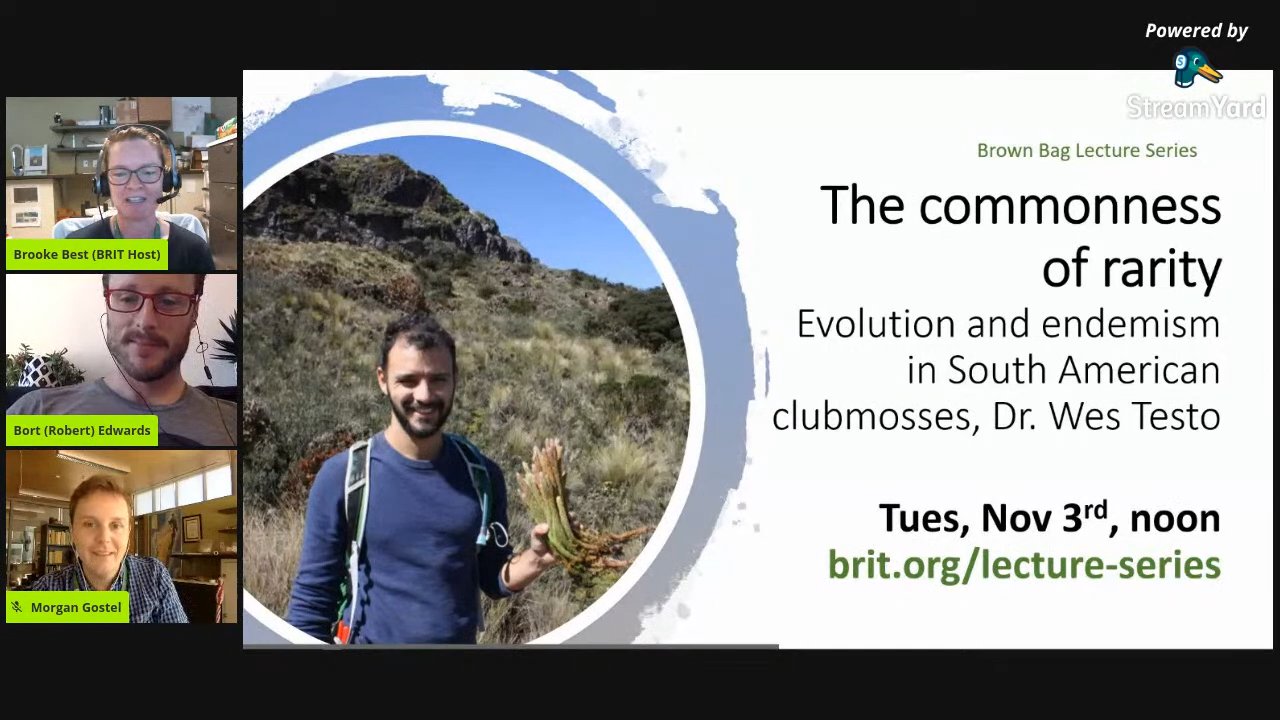 Powered by
StreamYard
Brooke Best (BRIT Host)
Bort (Robert) Edwards
Morgan Gostel
Brown Bag Lecture Series
The commonness
of rarity
Evolution and endemism
in South American
clubmosses, Dr. Wes Testo
Tues, Nov 3rd, noon
brit.org/lecture-series